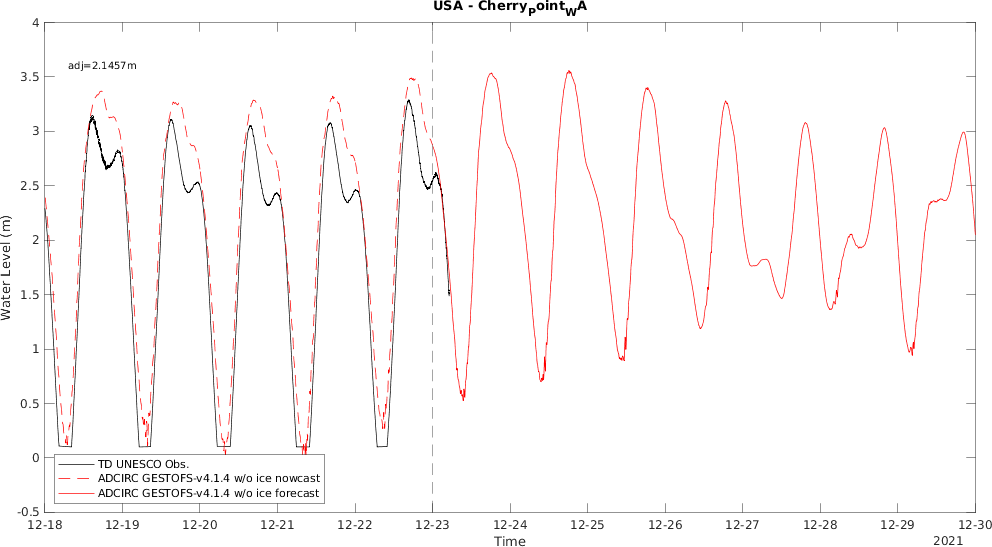 USA - CherryPointWA
adj=2.1457m
Water Level (m)
4
3.5
3
2.5
2
1.5
1
0.5
0
-0.5
TD UNESCO Obs.
ADCIRC GESTOFS-v4.1.4 w/o ice nowcast
ADCIRC GESTOFS-v4.1.4 w/o ice forecast
12-18 12-19 12-20 12-21 12-22 12-23 12-24 12-25 12-26 12-27 12-28 12-29 12-30
Time
2021